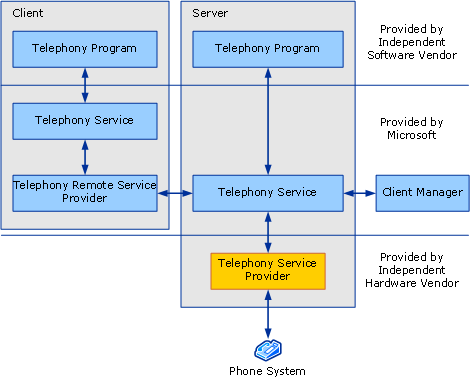 Client
Server
Telephony Program
Telephony Program
Provided by
Independent
Software Vendor
Telephony Service
Provided by
Microsoft
Telephony Remote Service
Provider
Telephony Service
Client Manager
Telephony Service
Provider
Provided by
Independent
Hardware Vendor
Phone System